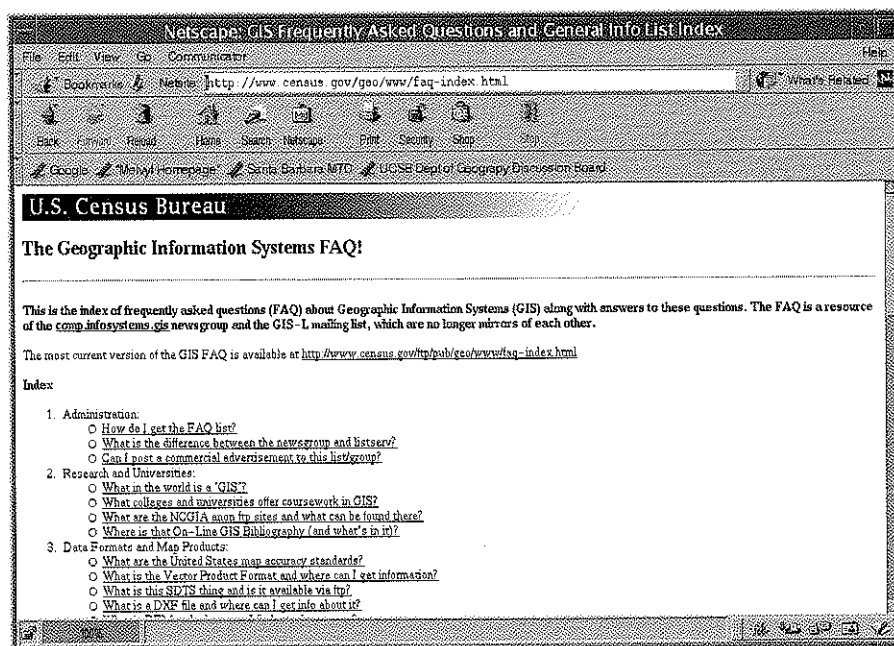 Netscape: GIS Frequently Asked Questions and General Info List Index
File Edit View Go Communicator Help
Bookmarks Netsite: http://www.census.gov/geo/www/faq-index.html What's Related
Back Forward Reload Home Search Netscape Print Security Shop Stop
Google "Melvyl Homepage" Santa Barbara MTD UCSB Dept of Geograpy Discussion Board
U.S. Census Bureau
The Geographic Information Systems FAQ!
This is the index of frequently asked questions (FAQ) about Geographic Information Systems (GIS) along with answers to these questions. The FAQ is a resource
of the comp.infosystems.gis newsgroup and the GIS-L mailing list, which are no longer mirrors of each other.
The most current version of the GIS FAQ is available at http://www.census.gov/ftp/pub/geo/www/faq-index.html
Index
1. Administration:
How do I get the FAQ list?
What is the difference between the newsgroup and listserv?
Can I post a commercial advertisement to this list/group?
2. Research and Universities:
What in the world is a "GIS"?
What colleges and universities offer coursework in GIS?
What are the NCGIA anon ftp sites and what can be found there?
Where is that On-Line GIS Bibliography (and what's in it)?
3. Data Formats and Map Products:
What are the United States map accuracy standards?
What is the Vector Product Format and where can I get information?
What is this SDTS thing and is it available via ftp?
What is a DXF file and where can I get info about it?